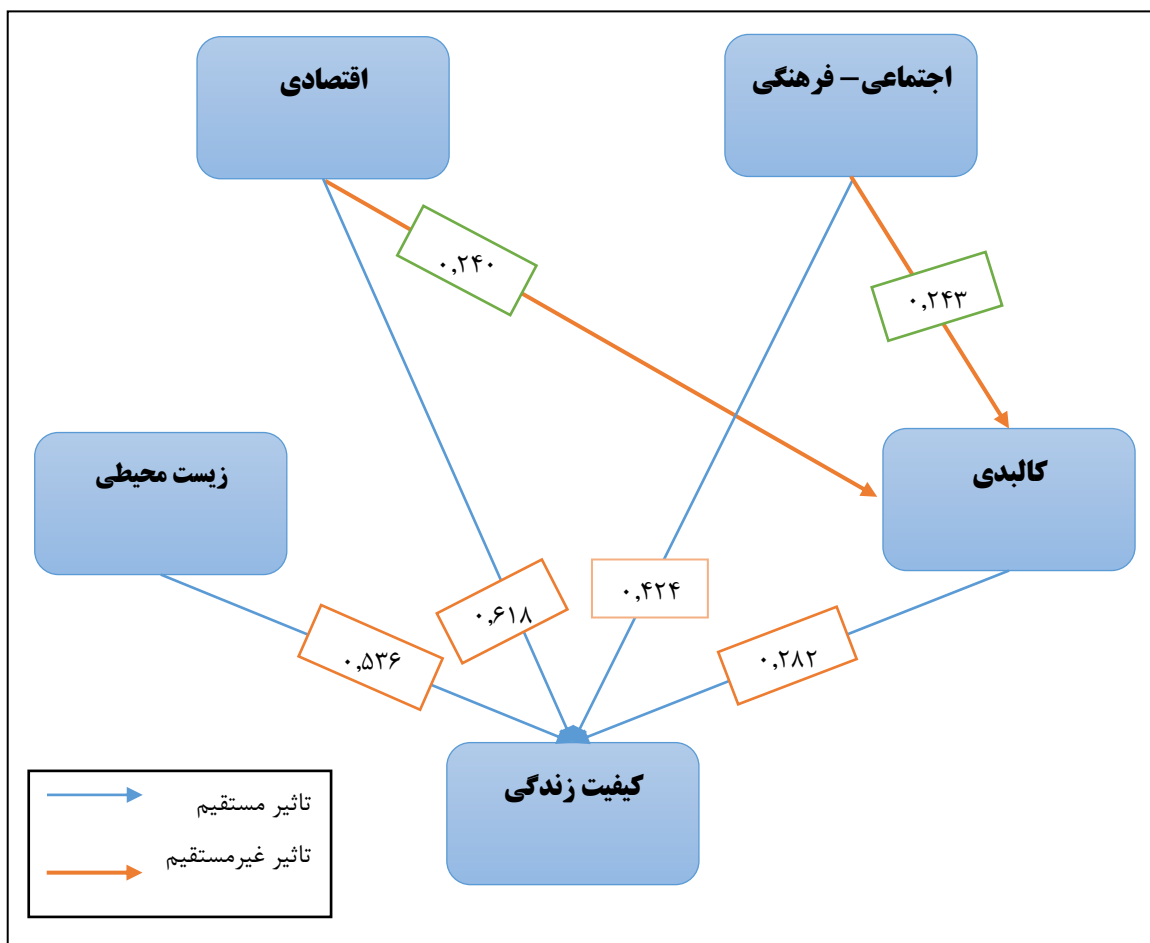 اجتماعی- فرهنگی
اقتصادی
۰,۲۴۰
۰,۲۴۳
کالبدی
زیست محیطی
۰,۴۲۴
۰,۶۱۸
۰,۲۸۲
۰,۵۳۶
کیفیت زندگی
تاثیر مستقیم
تاثیر غیرمستقیم